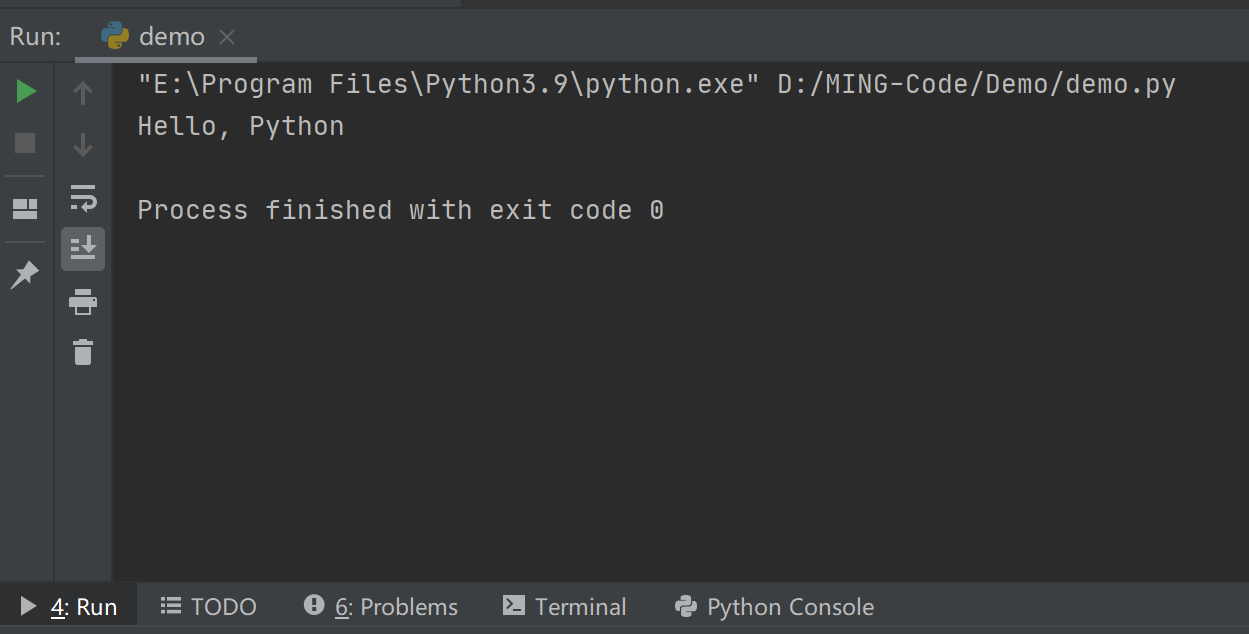 Run: demo
"E:\Program Files\Python3.9\python.exe" D:/MING-Code/Demo/demo.py
Hello, Python
Process finished with exit code 0
4: Run TODO 6: Problems Terminal Python Console